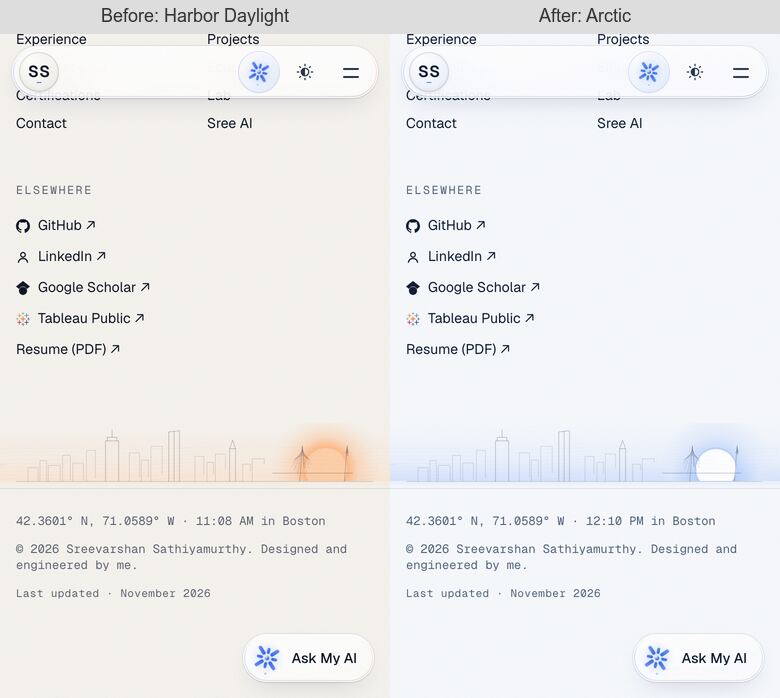 Before: Harbor Daylight
After: Arctic
Experience Projects
SS
Certifications Lab
Contact Sree AI
ELSEWHERE
GitHub ↗
LinkedIn ↗
Google Scholar ↗
Tableau Public ↗
Resume (PDF) ↗
42.3601° N, 71.0589° W · 11:08 AM in Boston
© 2026 Sreevarshan Sathiyamurthy. Designed and
engineered by me.
Last updated · November 2026
Ask My AI
Experience Projects
SS
Certifications Lab
Contact Sree AI
ELSEWHERE
GitHub ↗
LinkedIn ↗
Google Scholar ↗
Tableau Public ↗
Resume (PDF) ↗
42.3601° N, 71.0589° W · 12:10 PM in Boston
© 2026 Sreevarshan Sathiyamurthy. Designed and
engineered by me.
Last updated · November 2026
Ask My AI